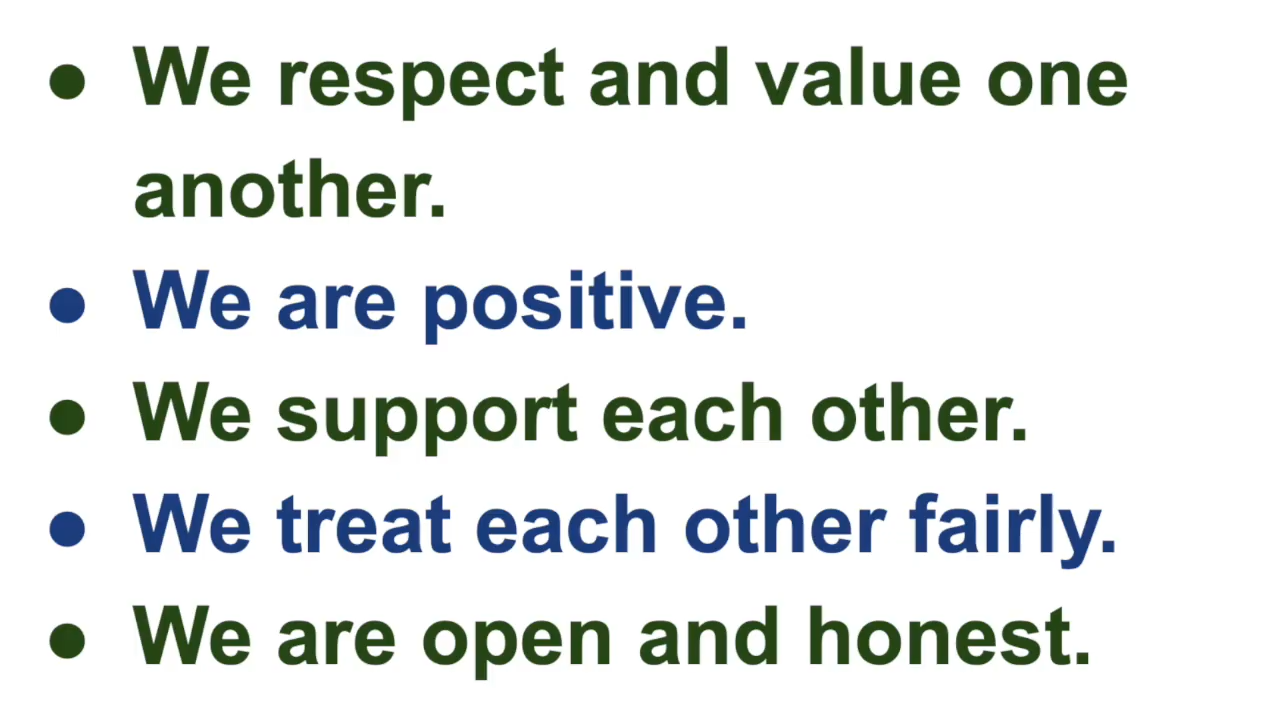 ● We respect and value one
another.
● We are positive.
● We support each other.
● We treat each other fairly.
● We are open and honest.